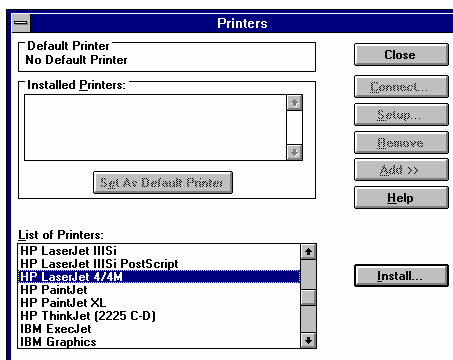 Printers
Default Printer
No Default Printer
Close
Installed Printers:
Connect...
Setup...
Remove
Set As Default Printer
Add >>
Help
List of Printers:
HP LaserJet IIISi
HP LaserJet IIISi PostScript
HP LaserJet 4/4M
HP PaintJet
HP PaintJet XL
HP ThinkJet (2225 C-D)
IBM ExecJet
IBM Graphics
Install...